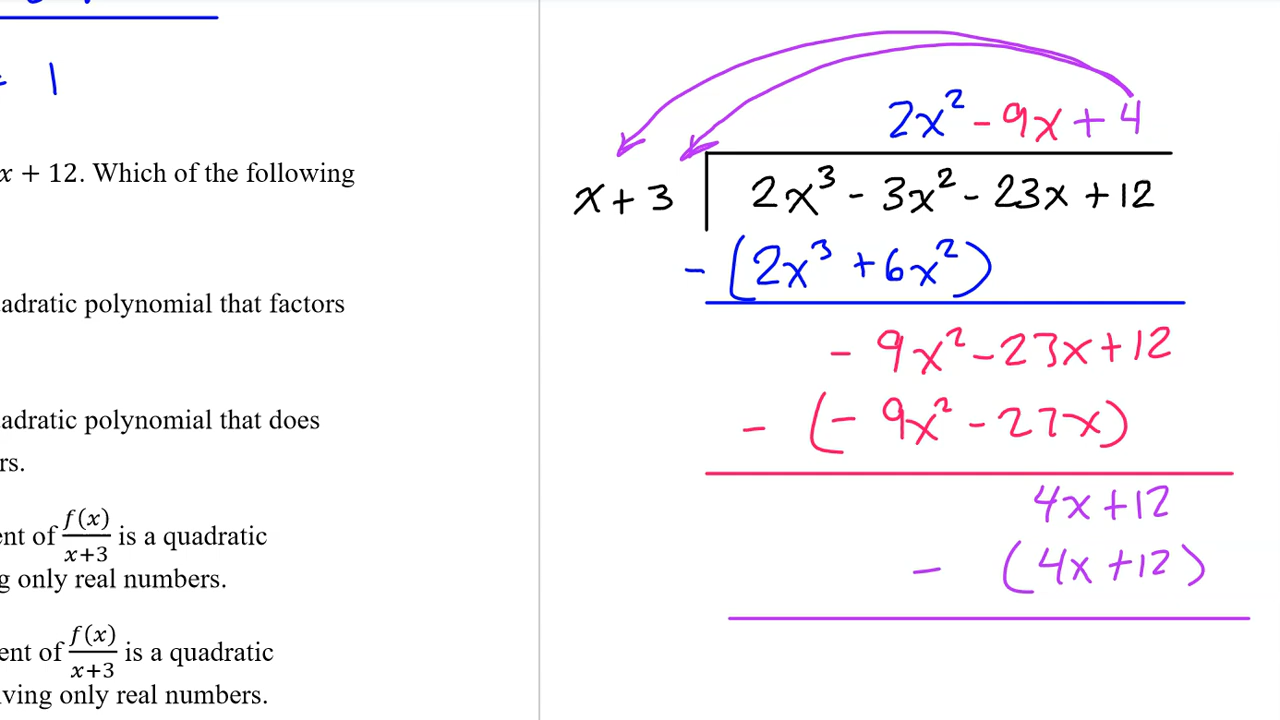 = 1
x + 12. Which of the following
adratic polynomial that factors
adratic polynomial that does
rs.
ent of f(x)/x+3 is a quadratic
g only real numbers.
ent of f(x)/x+3 is a quadratic
ving only real numbers.
2x² - 9x + 4
x + 3 2x³ - 3x² - 23x + 12
- (2x³ + 6x²)
- 9x² - 23x + 12
- (- 9x² - 27x)
4x + 12
- (4x + 12)